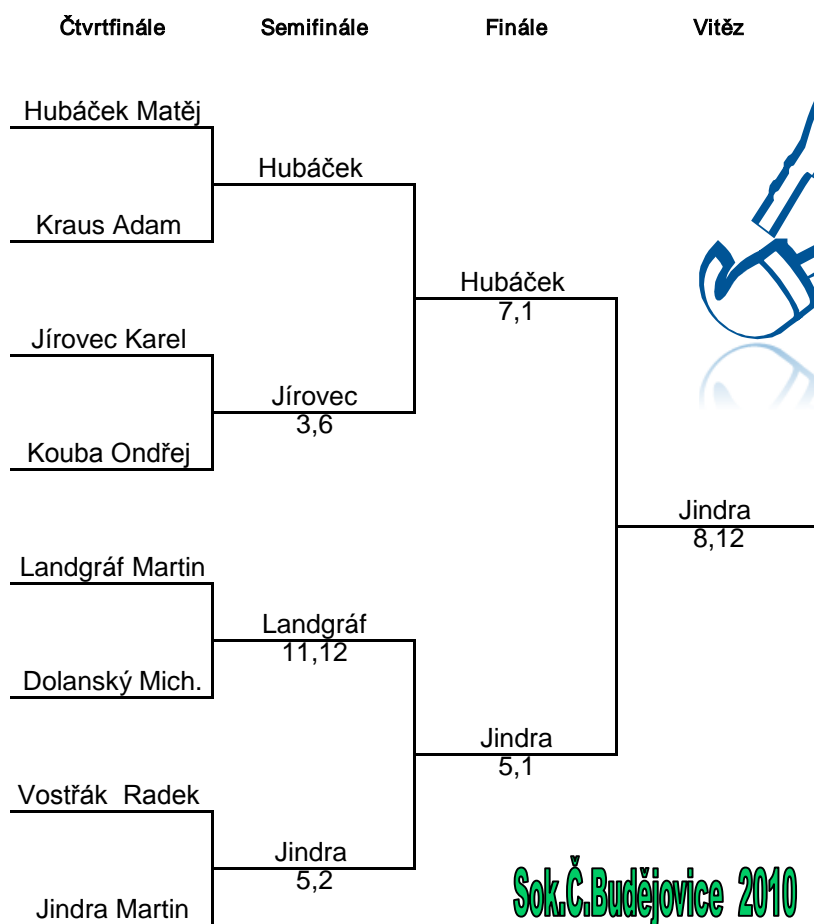 Čtvrtfinále Semifinále Finále Vitěz
Hubáček Matěj
Hubáček
Kraus Adam
Hubáček
7,1
Jírovec Karel
Jírovec
3,6
Kouba Ondřej
Jindra
8,12
Landgráf Martin
Landgráf
11,12
Dolanský Mich.
Jindra
5,1
Vostřák  Radek
Jindra
5,2
Jindra Martin
Sok.Č.Budějovice 2010